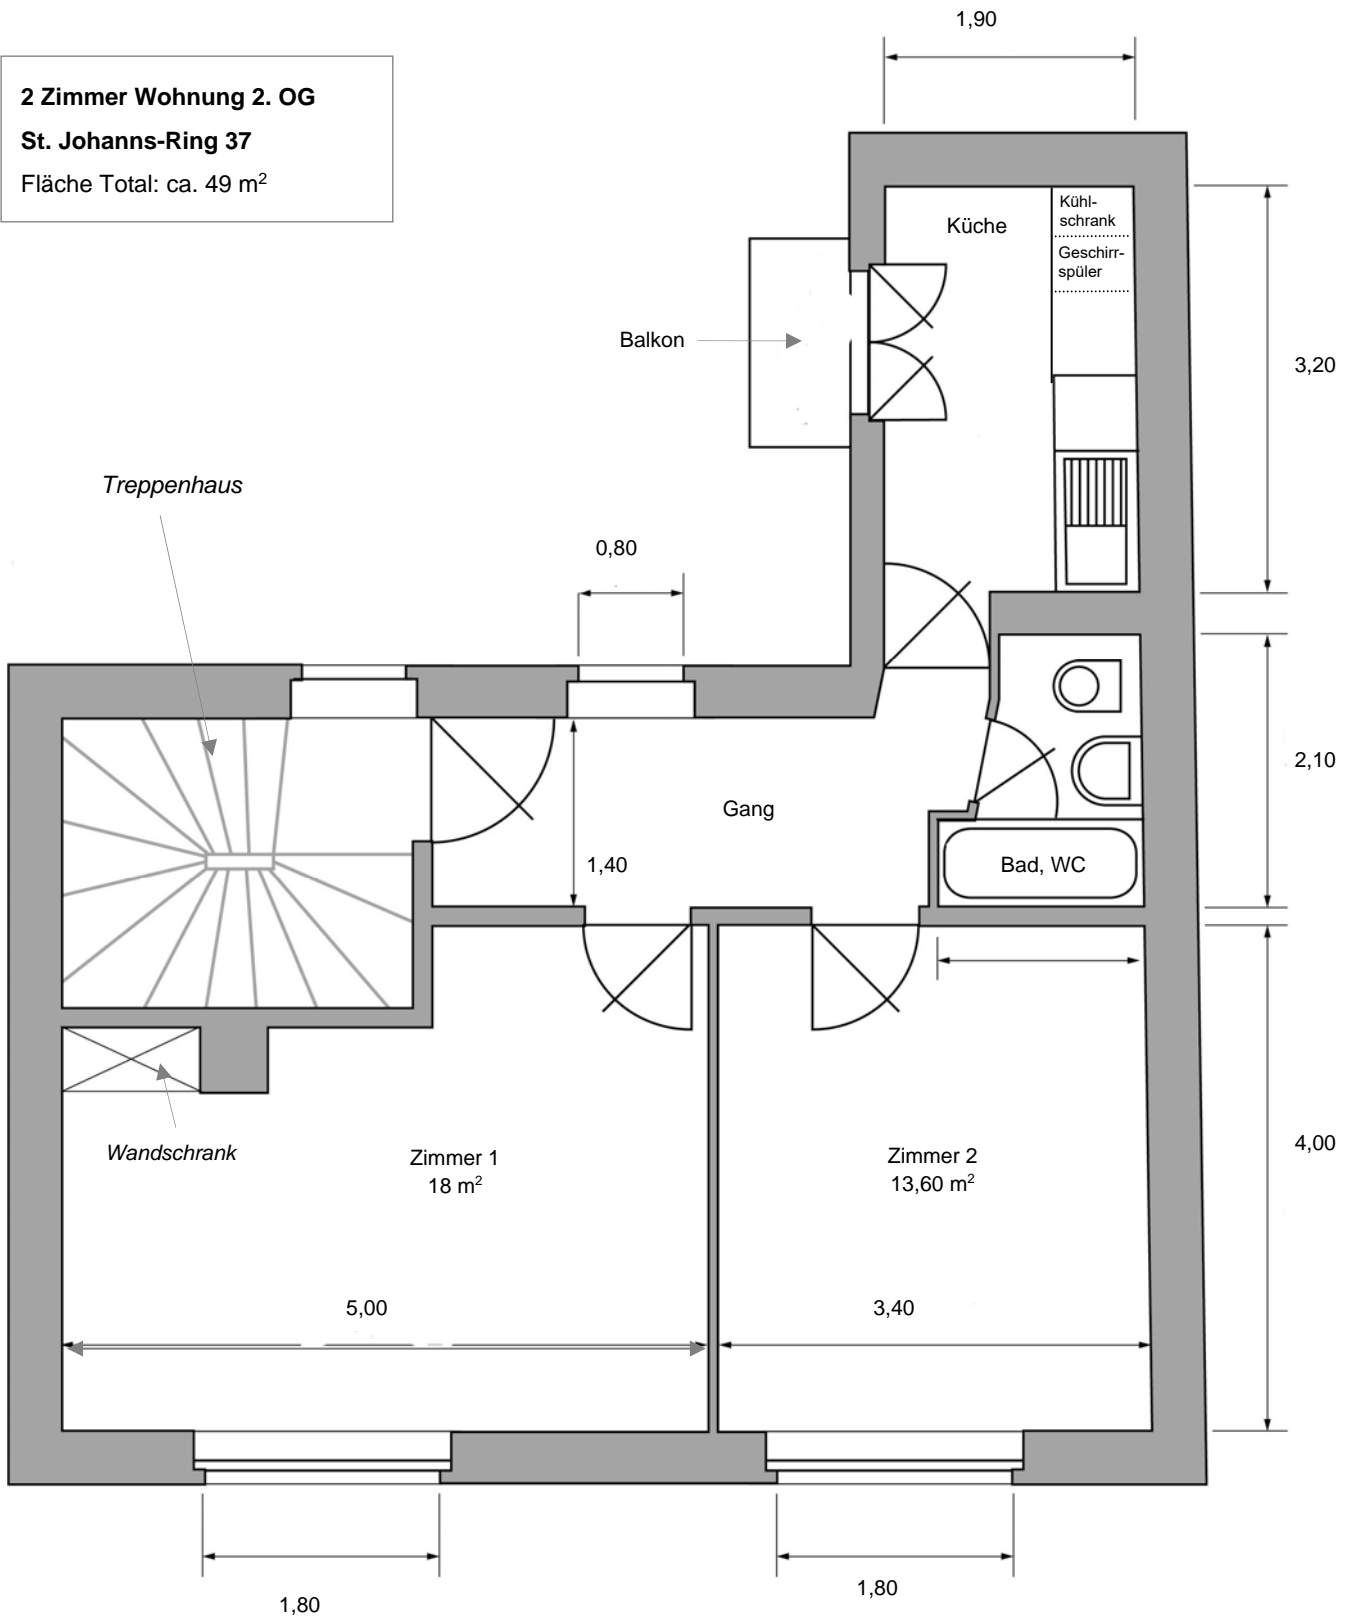 1,90
2 Zimmer Wohnung 2. OG
St. Johanns-Ring 37
Fläche Total: ca. 49 m²
Küche
Kühl-
schrank
Geschirr-
spüler
Balkon
3,20
Treppenhaus
0,80
2,10
Gang
1,40
Bad, WC
4,00
Wandschrank
Zimmer 1
18 m²
Zimmer 2
13,60 m²
5,00
3,40
1,80
1,80